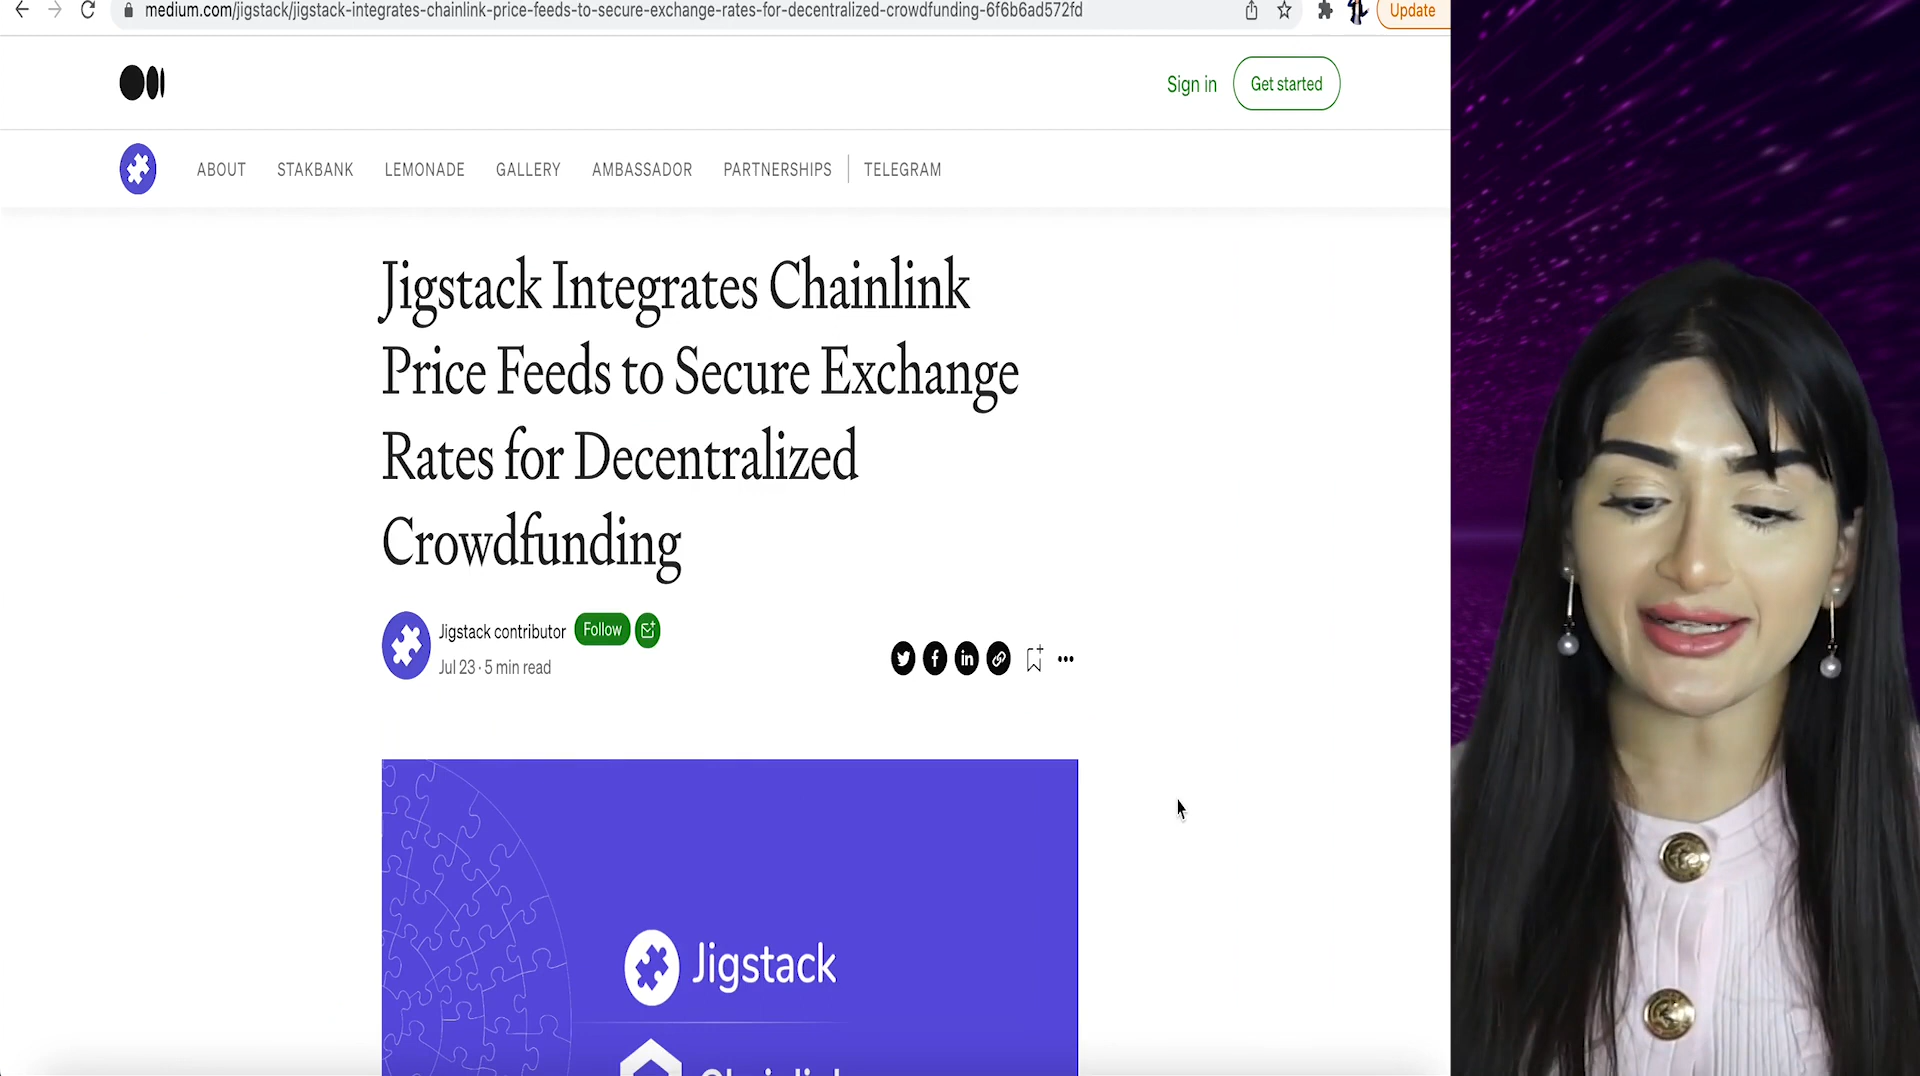 medium.com/jigstack/jigstack-integrates-chainlink-price-feeds-to-secure-exchange-rates-for-decentralized-crowdfunding-6f6b6ad572fd
Update
Sign in
Get started
ABOUT STAKBANK LEMONADE GALLERY AMBASSADOR PARTNERSHIPS TELEGRAM
Jigstack Integrates Chainlink
Price Feeds to Secure Exchange
Rates for Decentralized
Crowdfunding
Jigstack contributor Follow
Jul 23 · 5 min read
Jigstack